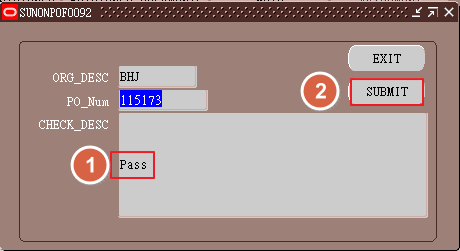 SUNONPOF0092
EXIT
ORG_DESC BHJ
PO_Num 115173
2 SUBMIT
CHECK_DESC
1 Pass